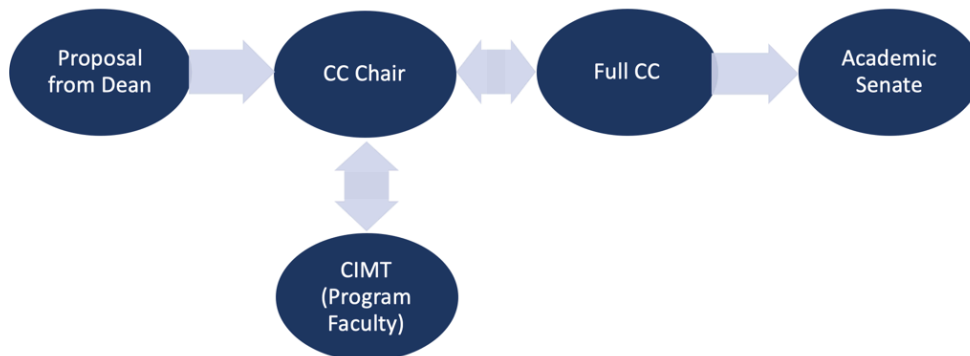 Proposal
from Dean
CC Chair
Full CC
Academic
Senate
CIMT
(Program
Faculty)